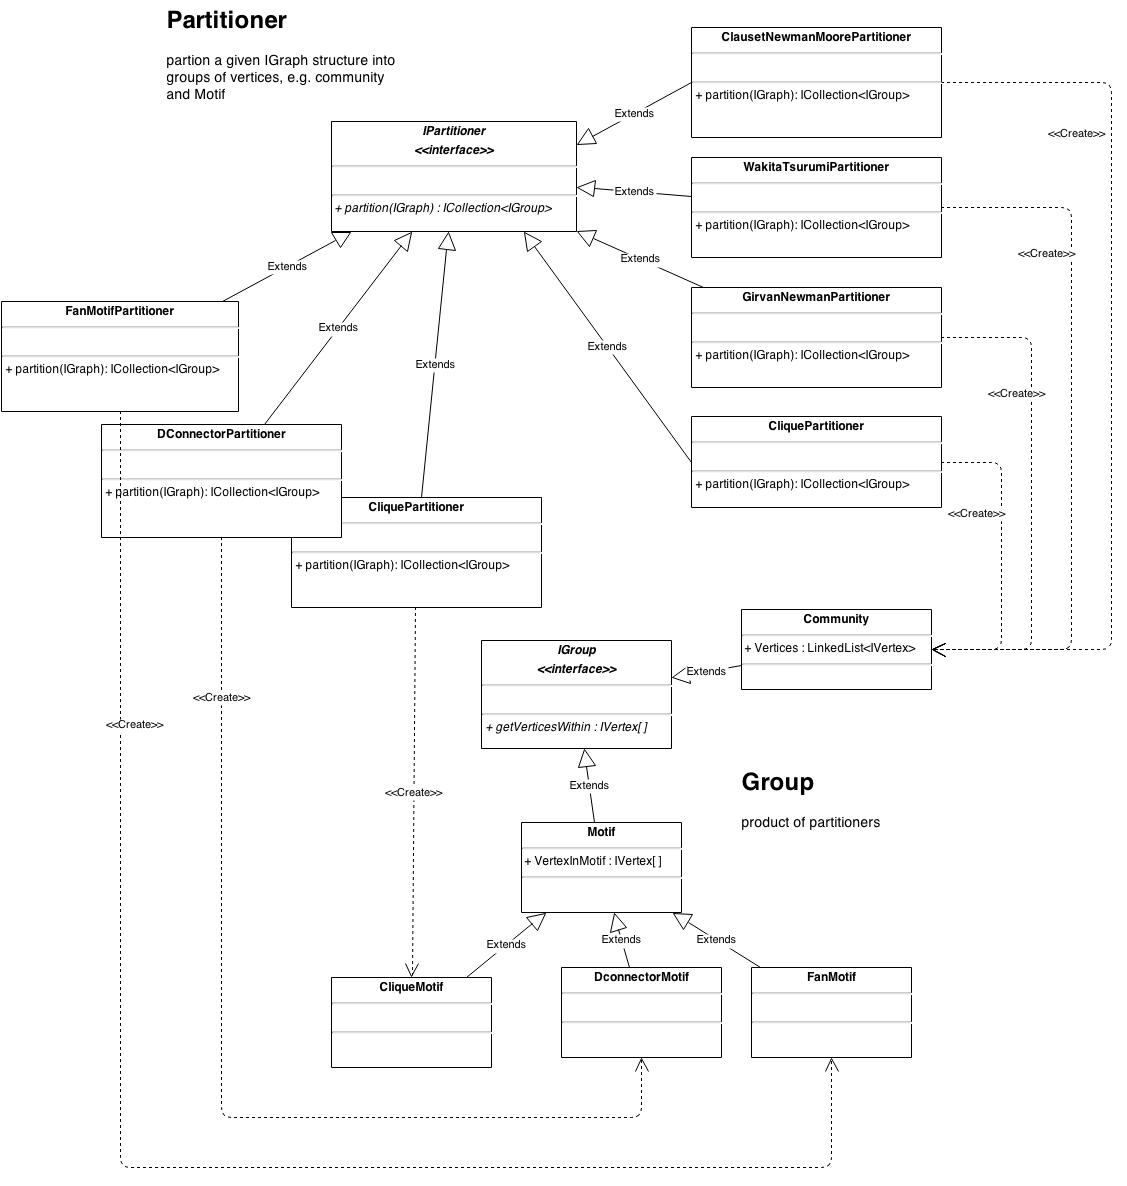 Partitioner
partion a given IGraph structure into
groups of vertices, e.g. community
and Motif
ClausetNewmanMoorePartitioner
+ partition(IGraph): ICollection<IGroup>
Extends
<<Create>>
IPartitioner
<<interface>>
+ partition(IGraph) : ICollection<IGroup>
WakitaTsurumiPartitioner
+ partition(IGraph): ICollection<IGroup>
Extends
<<Create>>
Extends
Extends
GirvanNewmanPartitioner
+ partition(IGraph): ICollection<IGroup>
<<Create>>
FanMotifPartitioner
+ partition(IGraph): ICollection<IGroup>
Extends
Extends
Extends
CliquePartitioner
+ partition(IGraph): ICollection<IGroup>
<<Create>>
DConnectorPartitioner
+ partition(IGraph): ICollection<IGroup>
CliquePartitioner
+ partition(IGraph): ICollection<IGroup>
Community
+ Vertices : LinkedList<IVertex>
IGroup
<<interface>>
+ getVerticesWithin : IVertex[ ]
Extends
<<Create>>
<<Create>>
<<Create>>
Extends
Group
product of partitioners
Motif
+ VertexInMotif : IVertex[ ]
Extends
Extends
Extends
CliqueMotif
DconnectorMotif
FanMotif